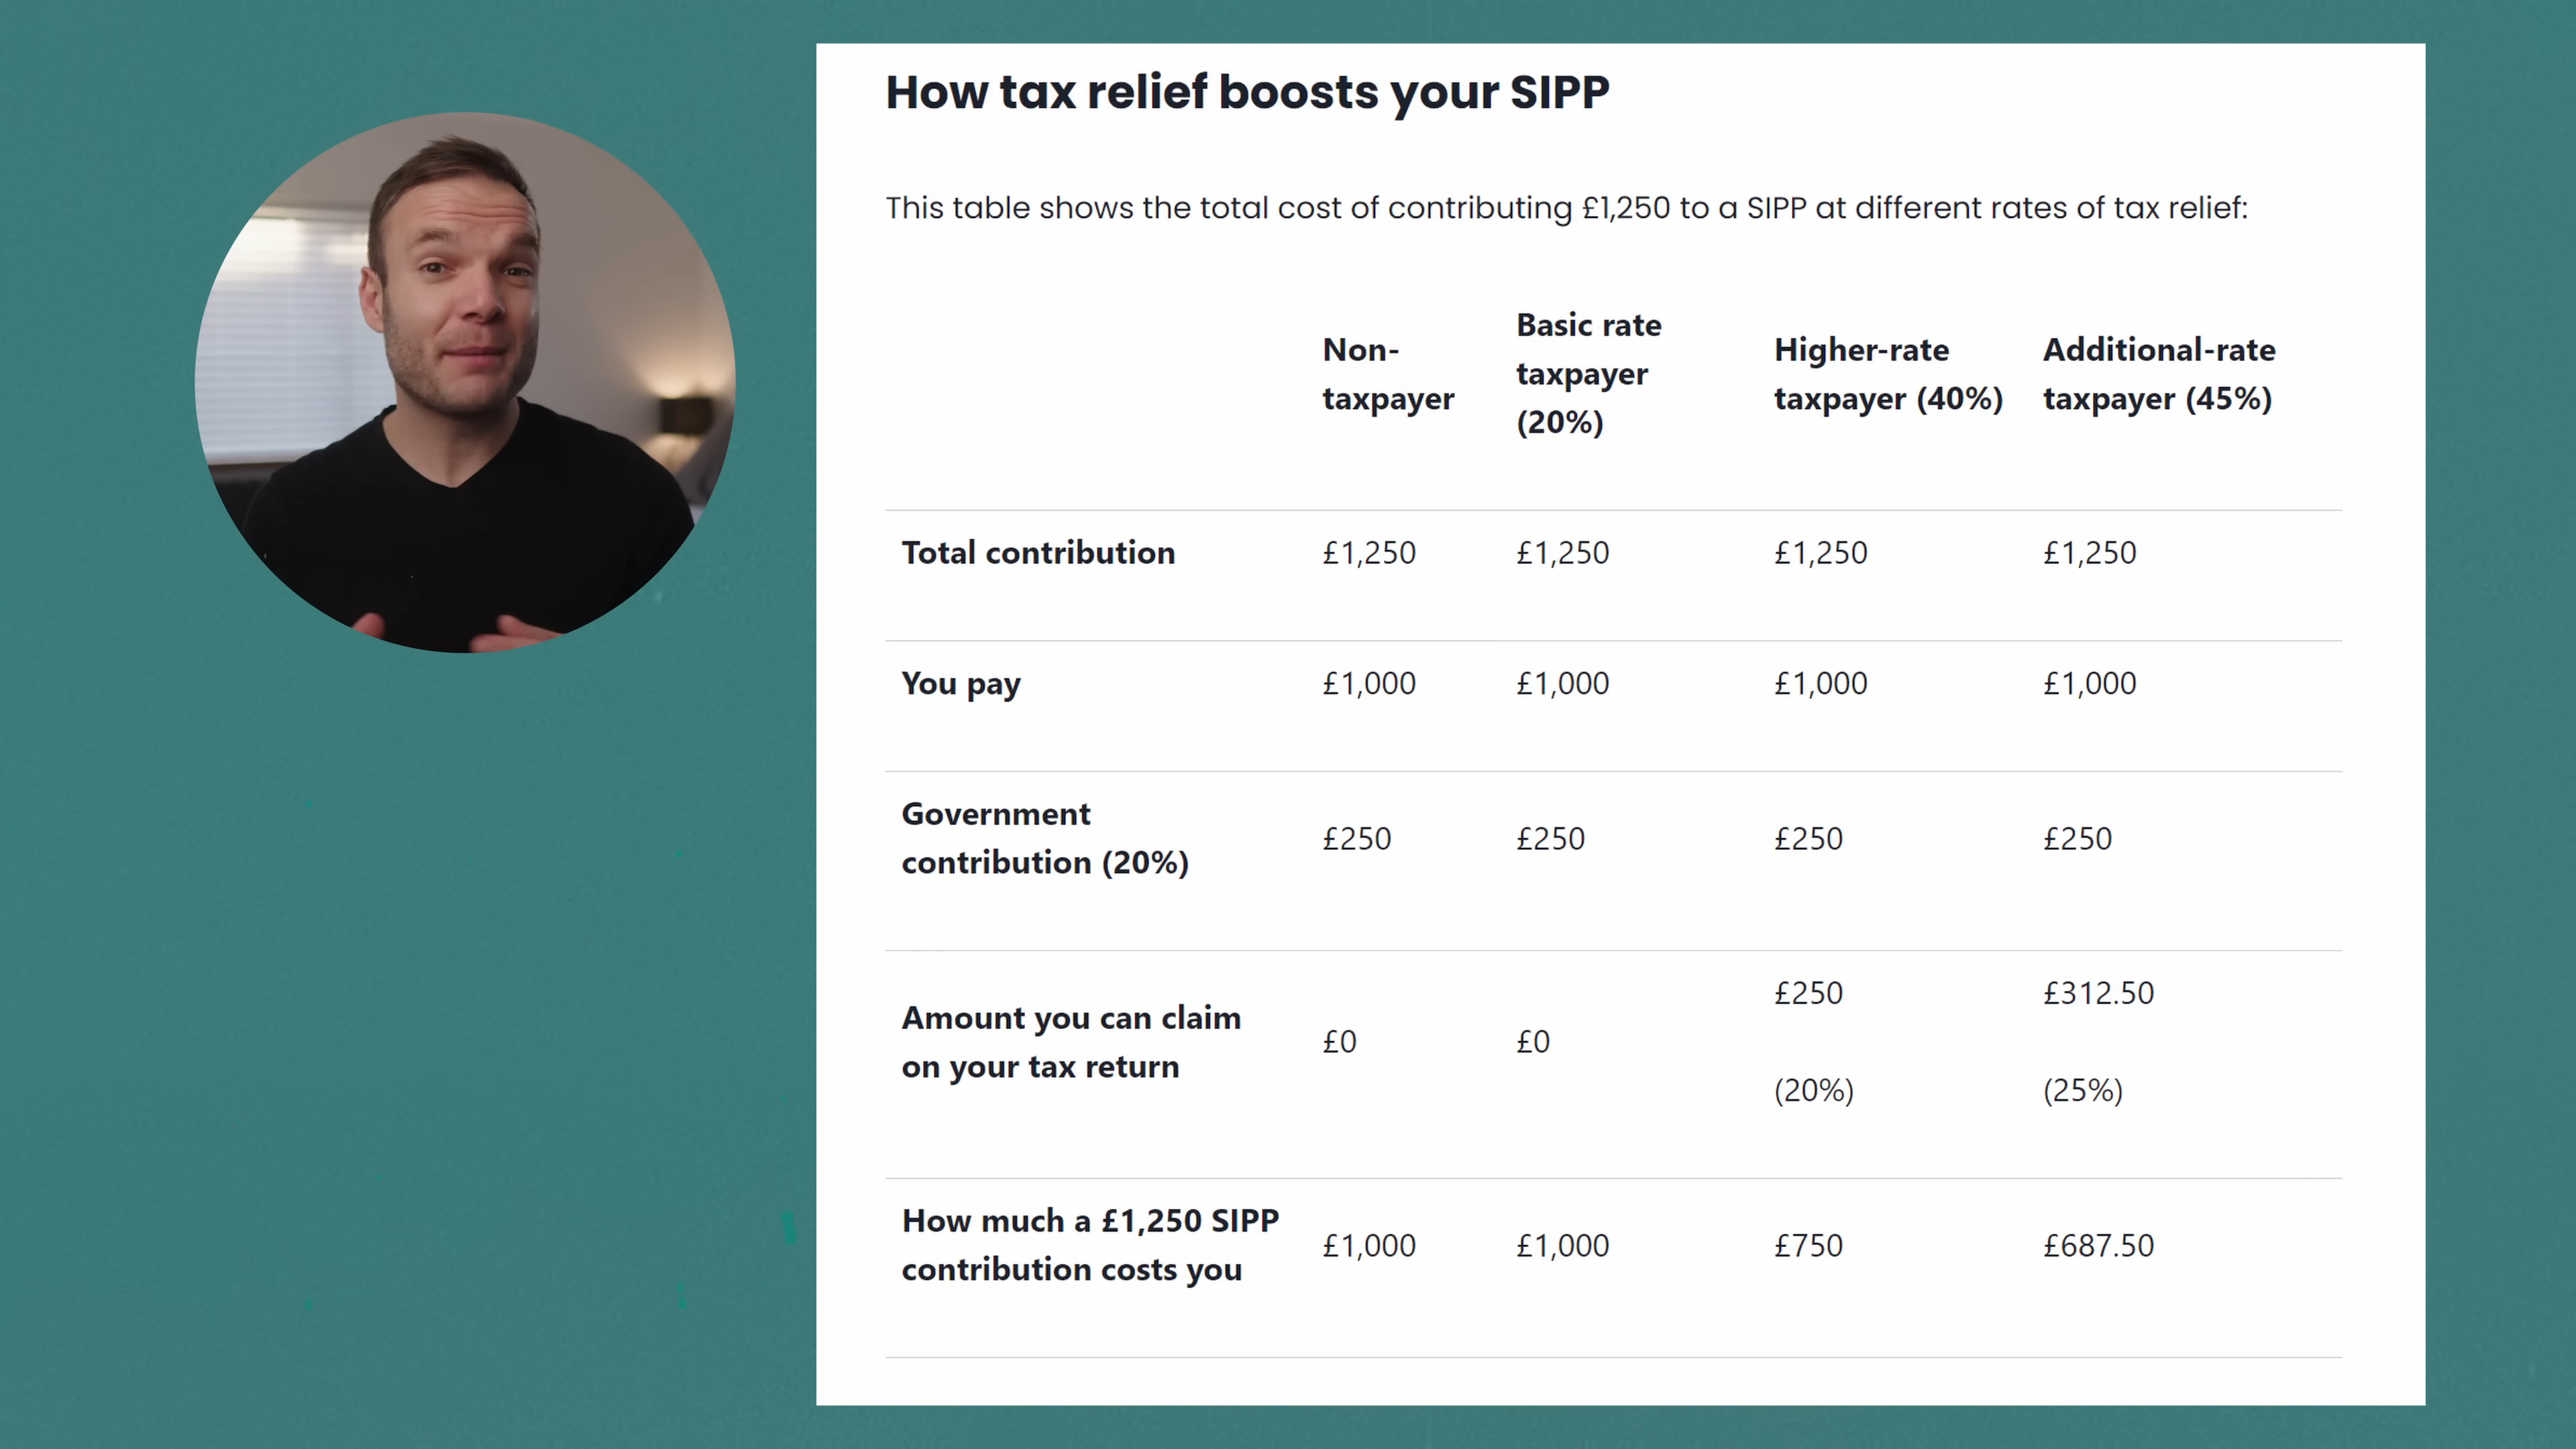 How tax relief boosts your SIPP
This table shows the total cost of contributing £1,250 to a SIPP at different rates of tax relief:
Non-
taxpayer
Basic rate
taxpayer
(20%)
Higher-rate
taxpayer (40%)
Additional-rate
taxpayer (45%)
Total contribution £1,250 £1,250 £1,250 £1,250
You pay £1,000 £1,000 £1,000 £1,000
Government
contribution (20%)
£250 £250 £250 £250
Amount you can claim
on your tax return
£0 £0
£250
(20%)
£312.50
(25%)
How much a £1,250 SIPP
contribution costs you
£1,000 £1,000 £750 £687.50